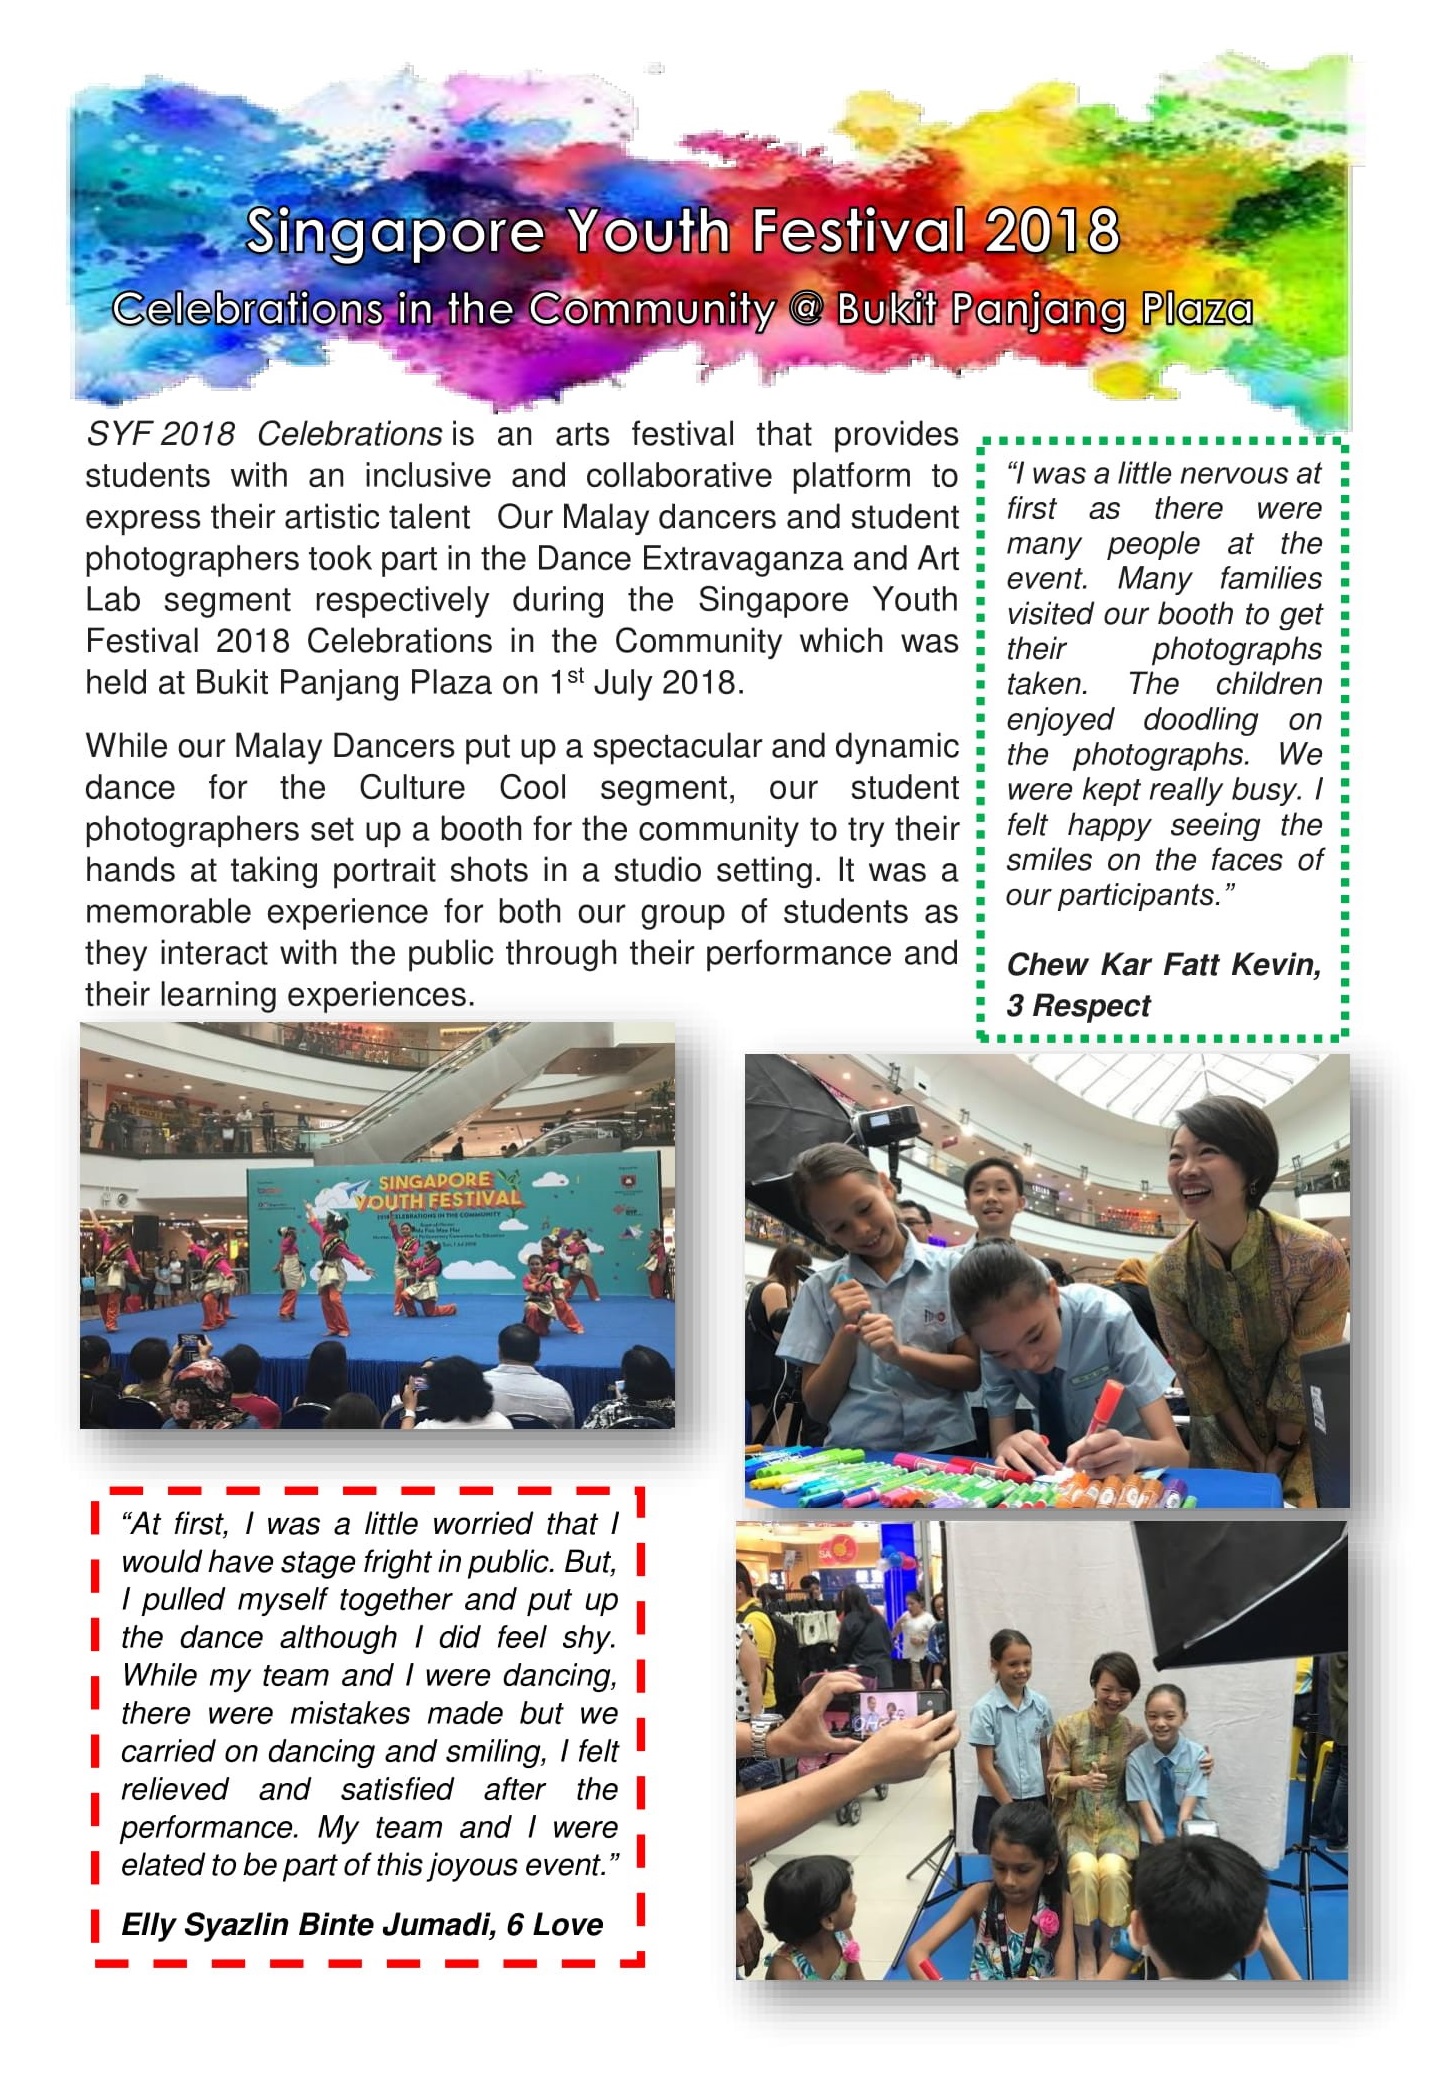 Singapore Youth Festival 2018
Celebrations in the Community @ Bukit Panjang Plaza
SYF 2018 Celebrations is an arts festival that provides
students with an inclusive and collaborative platform to
express their artistic talent Our Malay dancers and student
photographers took part in the Dance Extravaganza and Art
Lab segment respectively during the Singapore Youth
Festival 2018 Celebrations in the Community which was
held at Bukit Panjang Plaza on 1st July 2018.
While our Malay Dancers put up a spectacular and dynamic
dance for the Culture Cool segment, our student
photographers set up a booth for the community to try their
hands at taking portrait shots in a studio setting. It was a
memorable experience for both our group of students as
they interact with the public through their performance and
their learning experiences.
“I was a little nervous at
first as there were
many people at the
event. Many families
visited our booth to get
their photographs
taken. The children
enjoyed doodling on
the photographs. We
were kept really busy. I
felt happy seeing the
smiles on the faces of
our participants.”
Chew Kar Fatt Kevin,
3 Respect
SINGAPORE
YOUTH FESTIVAL
2018 CELEBRATIONS IN THE COMMUNITY
“At first, I was a little worried that I
would have stage fright in public. But,
I pulled myself together and put up
the dance although I did feel shy.
While my team and I were dancing,
there were mistakes made but we
carried on dancing and smiling, I felt
relieved and satisfied after the
performance. My team and I were
elated to be part of this joyous event.”
Elly Syazlin Binte Jumadi, 6 Love